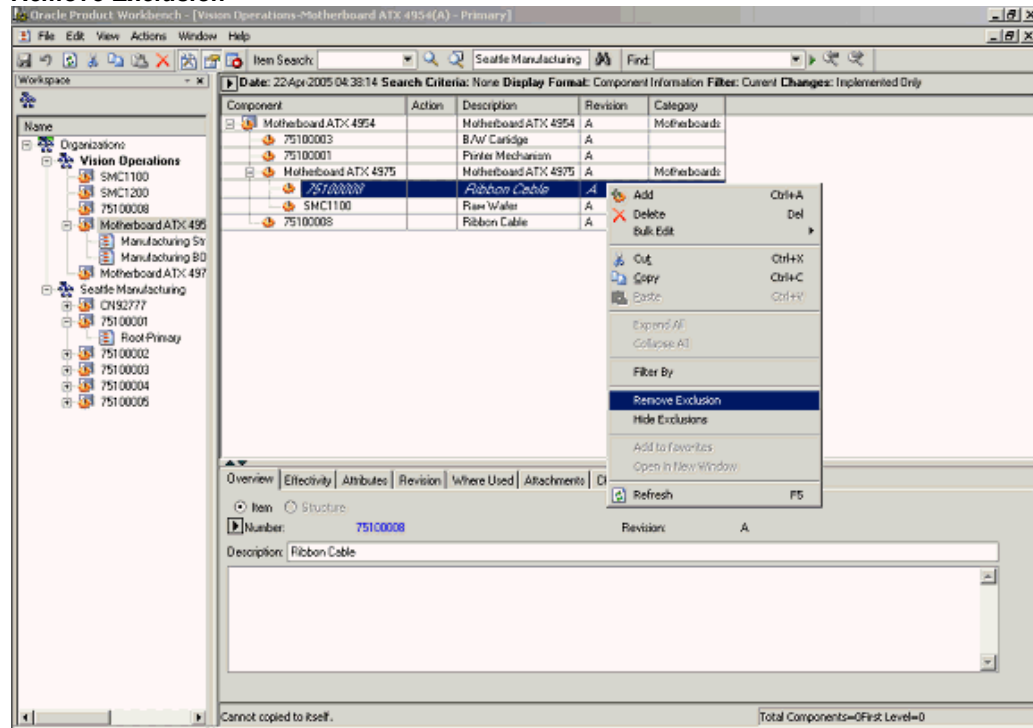 Remove Exclusion
Oracle Product Workbench - [Vision Operations-Motherboard ATX 4954(A) - Primary]
File Edit View Actions Window Help
Item Search: Seattle Manufacturing Find:
Workspace
Date: 22-Apr-2005 04:38:14 Search Criteria: None Display Format: Component Information Filter: Current Changes: Implemented Only
Name
Organizations
Vision Operations
SMC1100
SMC1200
75100008
Motherboard ATX 495
Manufacturing Str
Manufacturing BO
Motherboard ATX 497
Seattle Manufacturing
CN92777
75100001
Root-Primary
75100002
75100003
75100004
75100005
Component Action Description Revision Category
Motherboard ATX 4954 Motherboard ATX 4954 A Motherboards
75100003 B/W Cartidge A
75100001 Printer Mechanism A
Motherboard ATX 4975 Motherboard ATX 4975 A Motherboards
75100008 Ribbon Cable A
SMC1100 Raw Wafer A
75100008 Ribbon Cable A
Add Ctrl+A
Delete Del
Bulk Edit
Cut Ctrl+X
Copy Ctrl+C
Paste Ctrl+V
Expand All
Collapse All
Filter By
Remove Exclusion
Hide Exclusions
Add to Favorites
Open in New Window
Refresh F5
Overview Effectivity Attributes Revision Where Used Attachments
Item Structure
Number: 75100008 Revision: A
Description: Ribbon Cable
Cannot copied to itself. Total Components=0First Level=0